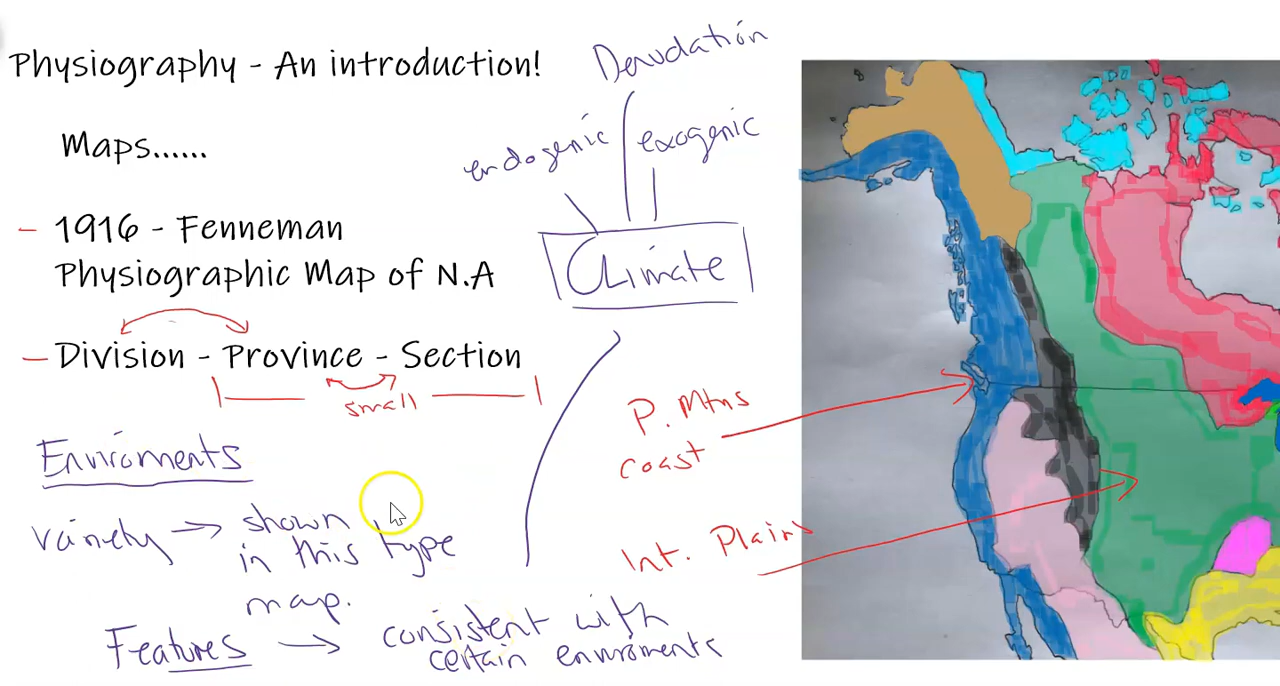 Physiography - An introduction!
Maps......
- 1916 - Fenneman
Physiographic Map of N.A
- Division - Province - Section
small
Enviroments
variety → shown in
in this type
map.
Features → consistent with
certain enviroments
Denudation
endogenic
exogenic
Climate
P. Mtns
coast
Int. Plains